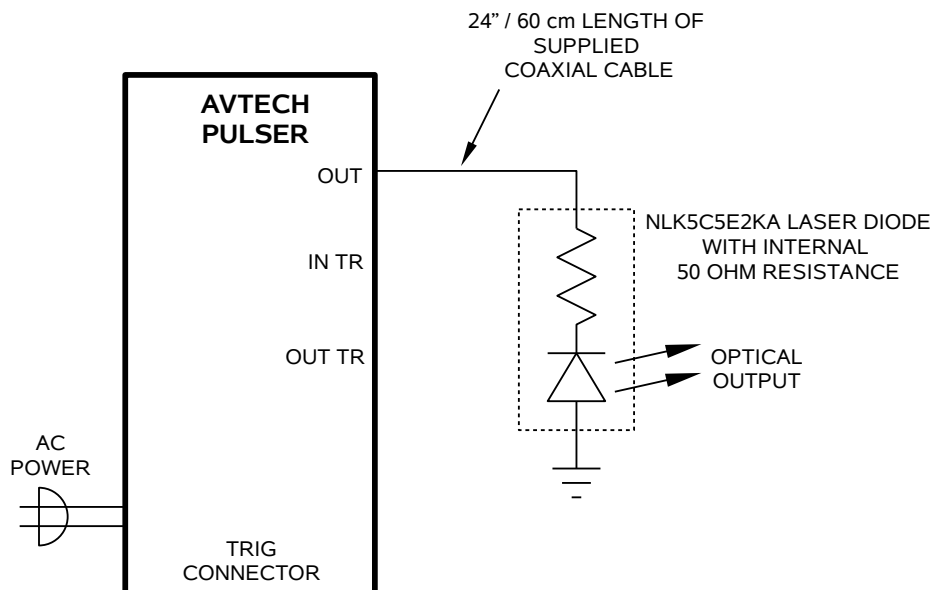 24” / 60 cm LENGTH OF
SUPPLIED
COAXIAL CABLE
AVTECH
PULSER
OUT
NLK5C5E2KA LASER DIODE
WITH INTERNAL
50 OHM RESISTANCE
IN TR
OUT TR
OPTICAL
OUTPUT
AC
POWER
TRIG
CONNECTOR